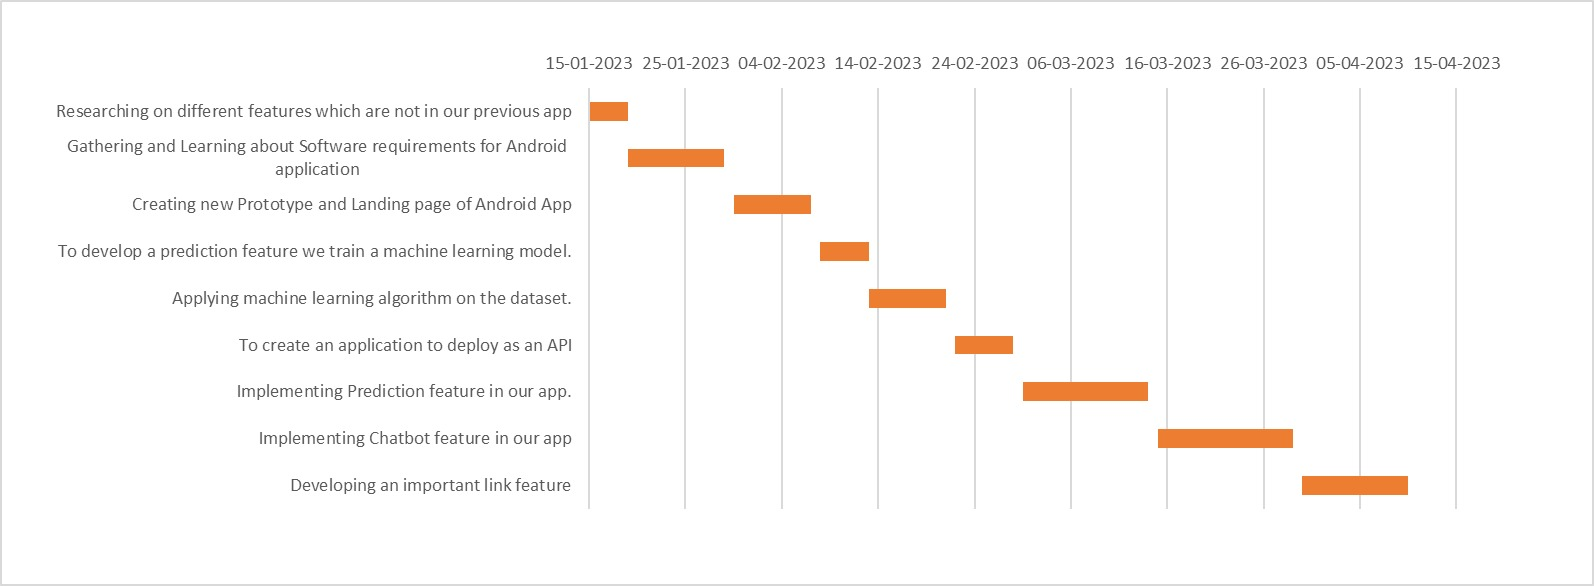 15-01-2023 25-01-2023 04-02-2023 14-02-2023 24-02-2023 06-03-2023 16-03-2023 26-03-2023 05-04-2023 15-04-2023
Researching on different features which are not in our previous app
Gathering and Learning about Software requirements for Android
application
Creating new Prototype and Landing page of Android App
To develop a prediction feature we train a machine learning model.
Applying machine learning algorithm on the dataset.
To create an application to deploy as an API
Implementing Prediction feature in our app.
Implementing Chatbot feature in our app
Developing an important link feature